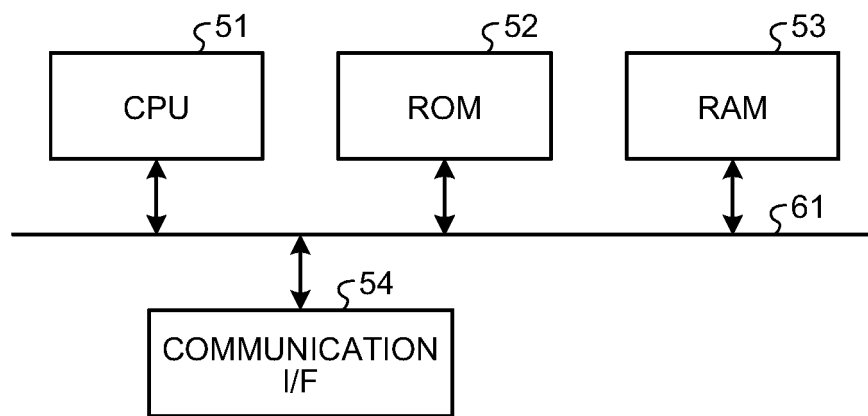 51
52
53
CPU
ROM
RAM
61
54
COMMUNICATION
I/F